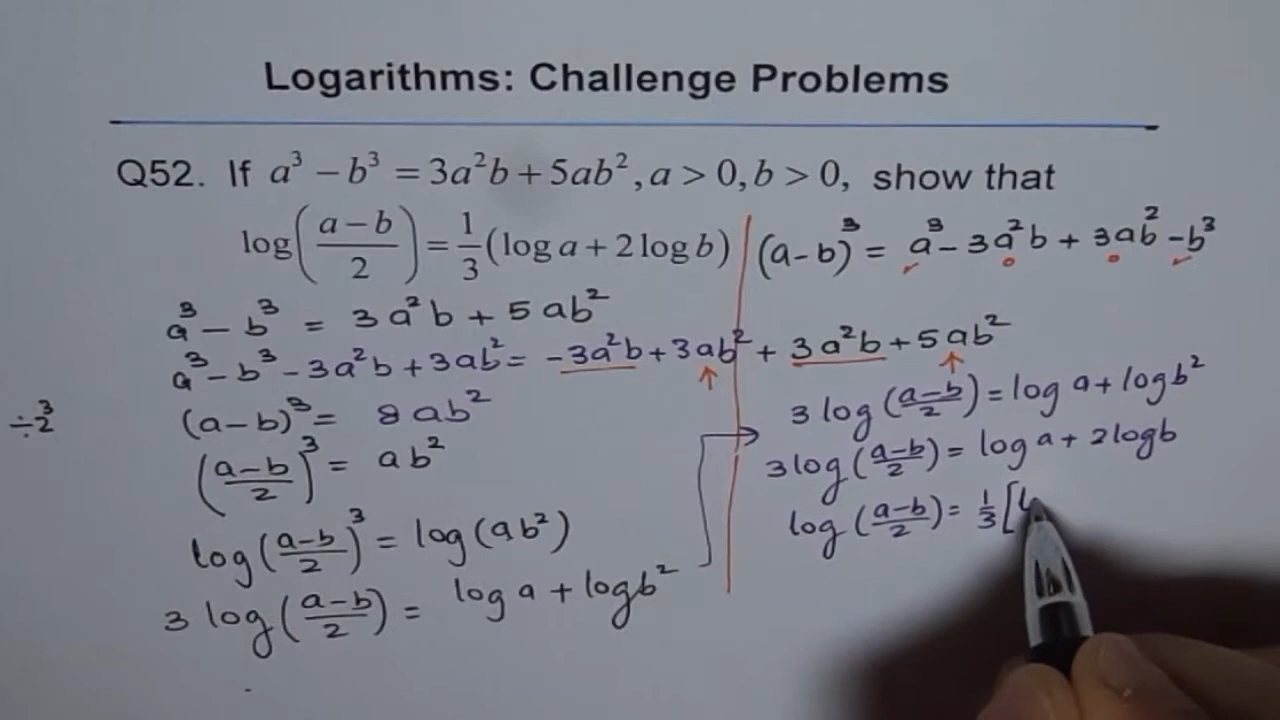 Logarithms: Challenge Problems
Q52. If a³ − b³ = 3a²b + 5ab², a > 0, b > 0, show that
log((a − b)/2) = 1/3 (log a + 2 log b)
(a − b)³ = a³ − 3a²b + 3ab² − b³
a³ − b³ = 3a²b + 5ab²
a³ − b³ − 3a²b + 3ab² = −3a²b + 3ab² + 3a²b + 5ab²
÷2³ (a − b)³ = 8ab²
((a − b)/2)³ = ab²
log((a − b)/2)³ = log(ab²)
3 log((a − b)/2) = log a + log b²
3 log((a − b)/2) = log a + log b²
3 log((a − b)/2) = log a + 2 log b
log((a − b)/2) = 1/3 [